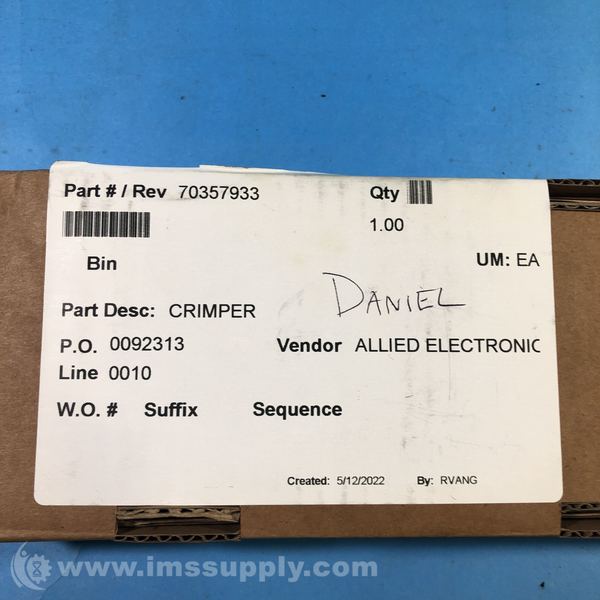 Part # / Rev 70357933 Qty
1.00
Bin UM: EA
DANIEL
Part Desc: CRIMPER
P.O. 0092313 Vendor ALLIED ELECTRONIC
Line 0010
W.O. # Suffix Sequence
Created: 5/12/2022 By: RVANG
www.imssupply.com